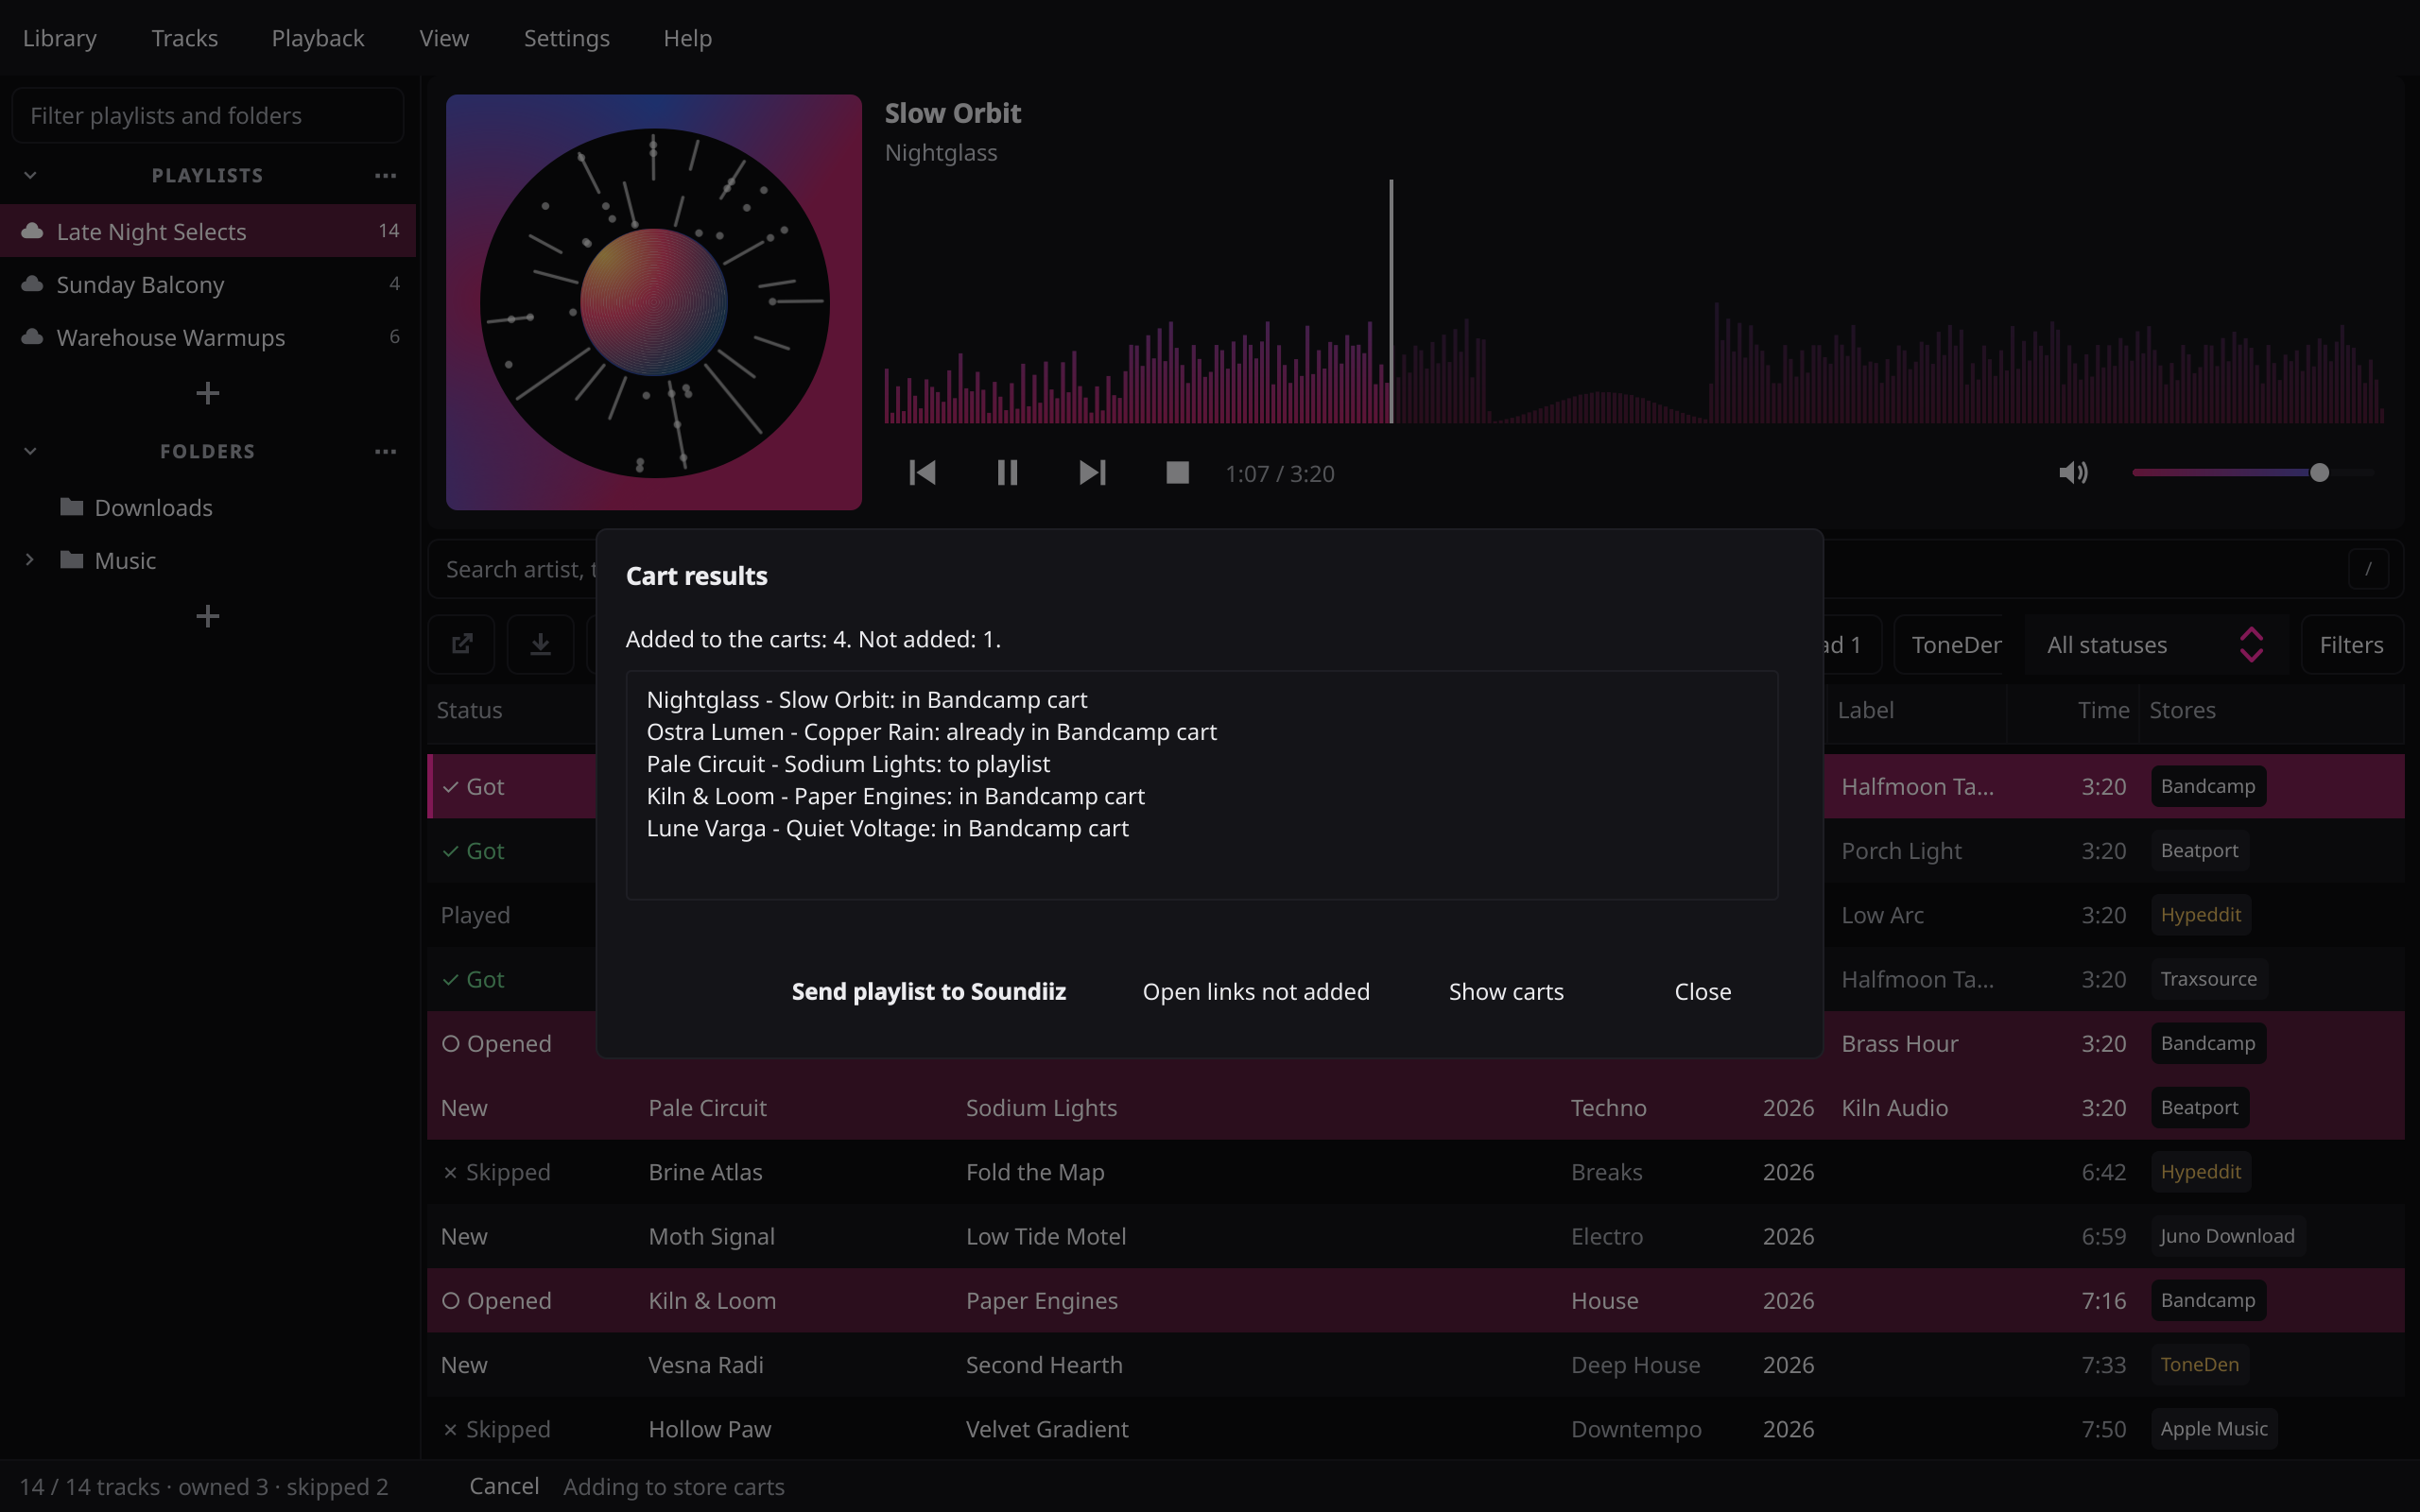 Library Tracks Playback View Settings Help
Filter playlists and folders
PLAYLISTS
Late Night Selects 14
Sunday Balcony 4
Warehouse Warmups 6
FOLDERS
Downloads
Music
Slow Orbit
Nightglass
1:07 / 3:20
Search artist, t
/
ad 1 ToneDen All statuses Filters
Status Label Time Stores
Got Halfmoon Ta... 3:20 Bandcamp
Got Porch Light 3:20 Beatport
Played Low Arc 3:20 Hypeddit
Got Halfmoon Ta... 3:20 Traxsource
Opened Brass Hour 3:20 Bandcamp
New Pale Circuit Sodium Lights Techno 2026 Kiln Audio 3:20 Beatport
Skipped Brine Atlas Fold the Map Breaks 2026 6:42 Hypeddit
New Moth Signal Low Tide Motel Electro 2026 6:59 Juno Download
Opened Kiln & Loom Paper Engines House 2026 7:16 Bandcamp
New Vesna Radi Second Hearth Deep House 2026 7:33 ToneDen
Skipped Hollow Paw Velvet Gradient Downtempo 2026 7:50 Apple Music
Cart results
Added to the carts: 4. Not added: 1.
Nightglass - Slow Orbit: in Bandcamp cart
Ostra Lumen - Copper Rain: already in Bandcamp cart
Pale Circuit - Sodium Lights: to playlist
Kiln & Loom - Paper Engines: in Bandcamp cart
Lune Varga - Quiet Voltage: in Bandcamp cart
Send playlist to Soundiiz Open links not added Show carts Close
14 / 14 tracks · owned 3 · skipped 2 Cancel Adding to store carts